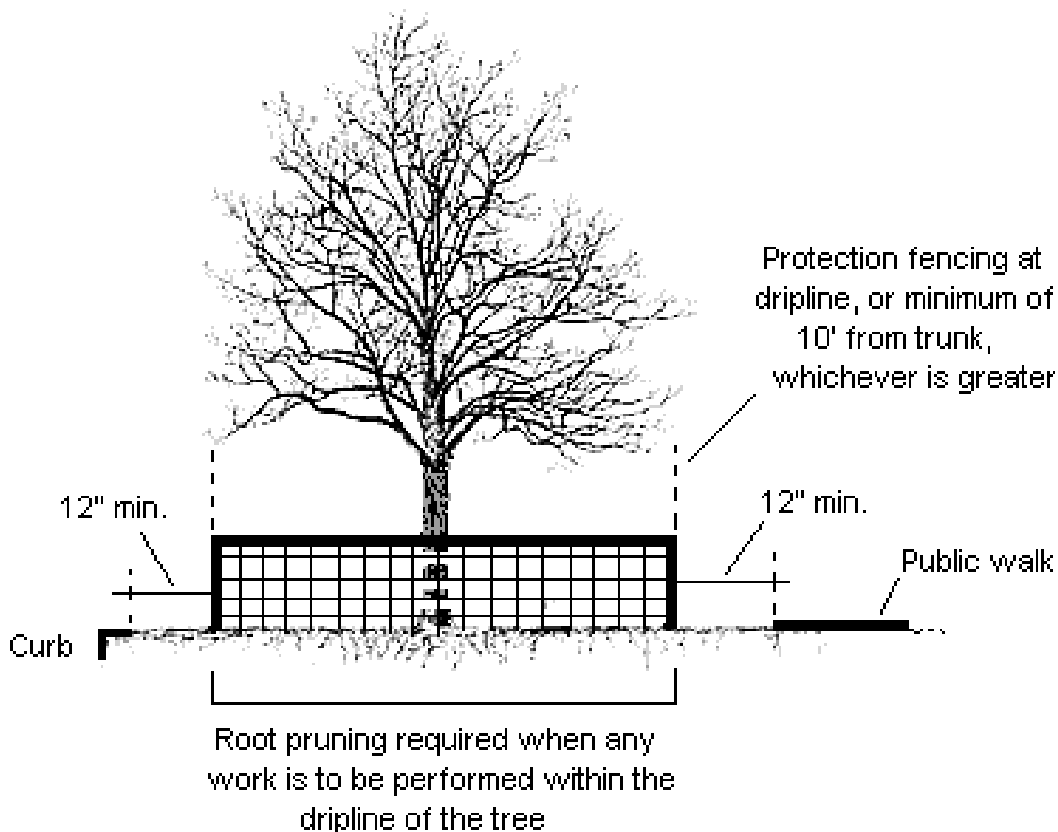 Protection fencing at
dripline, or minimum of
10' from trunk,
whichever is greater
12" min.
12" min.
Public walk
Curb
Root pruning required when any
work is to be performed within the
dripline of the tree